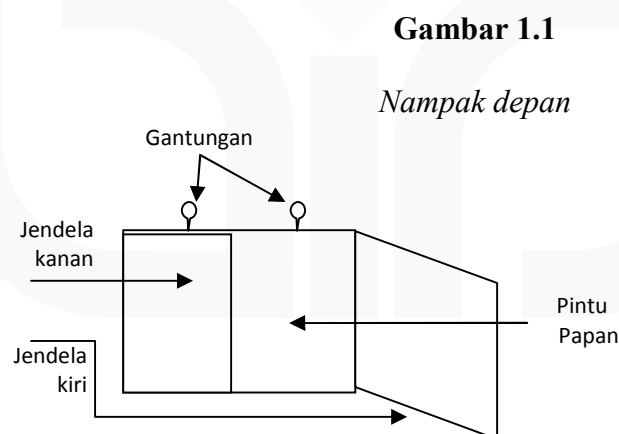 Gambar 1.1
Nampak depan
Gantungan
Jendela
kanan
Pintu
Papan
Jendela
kiri